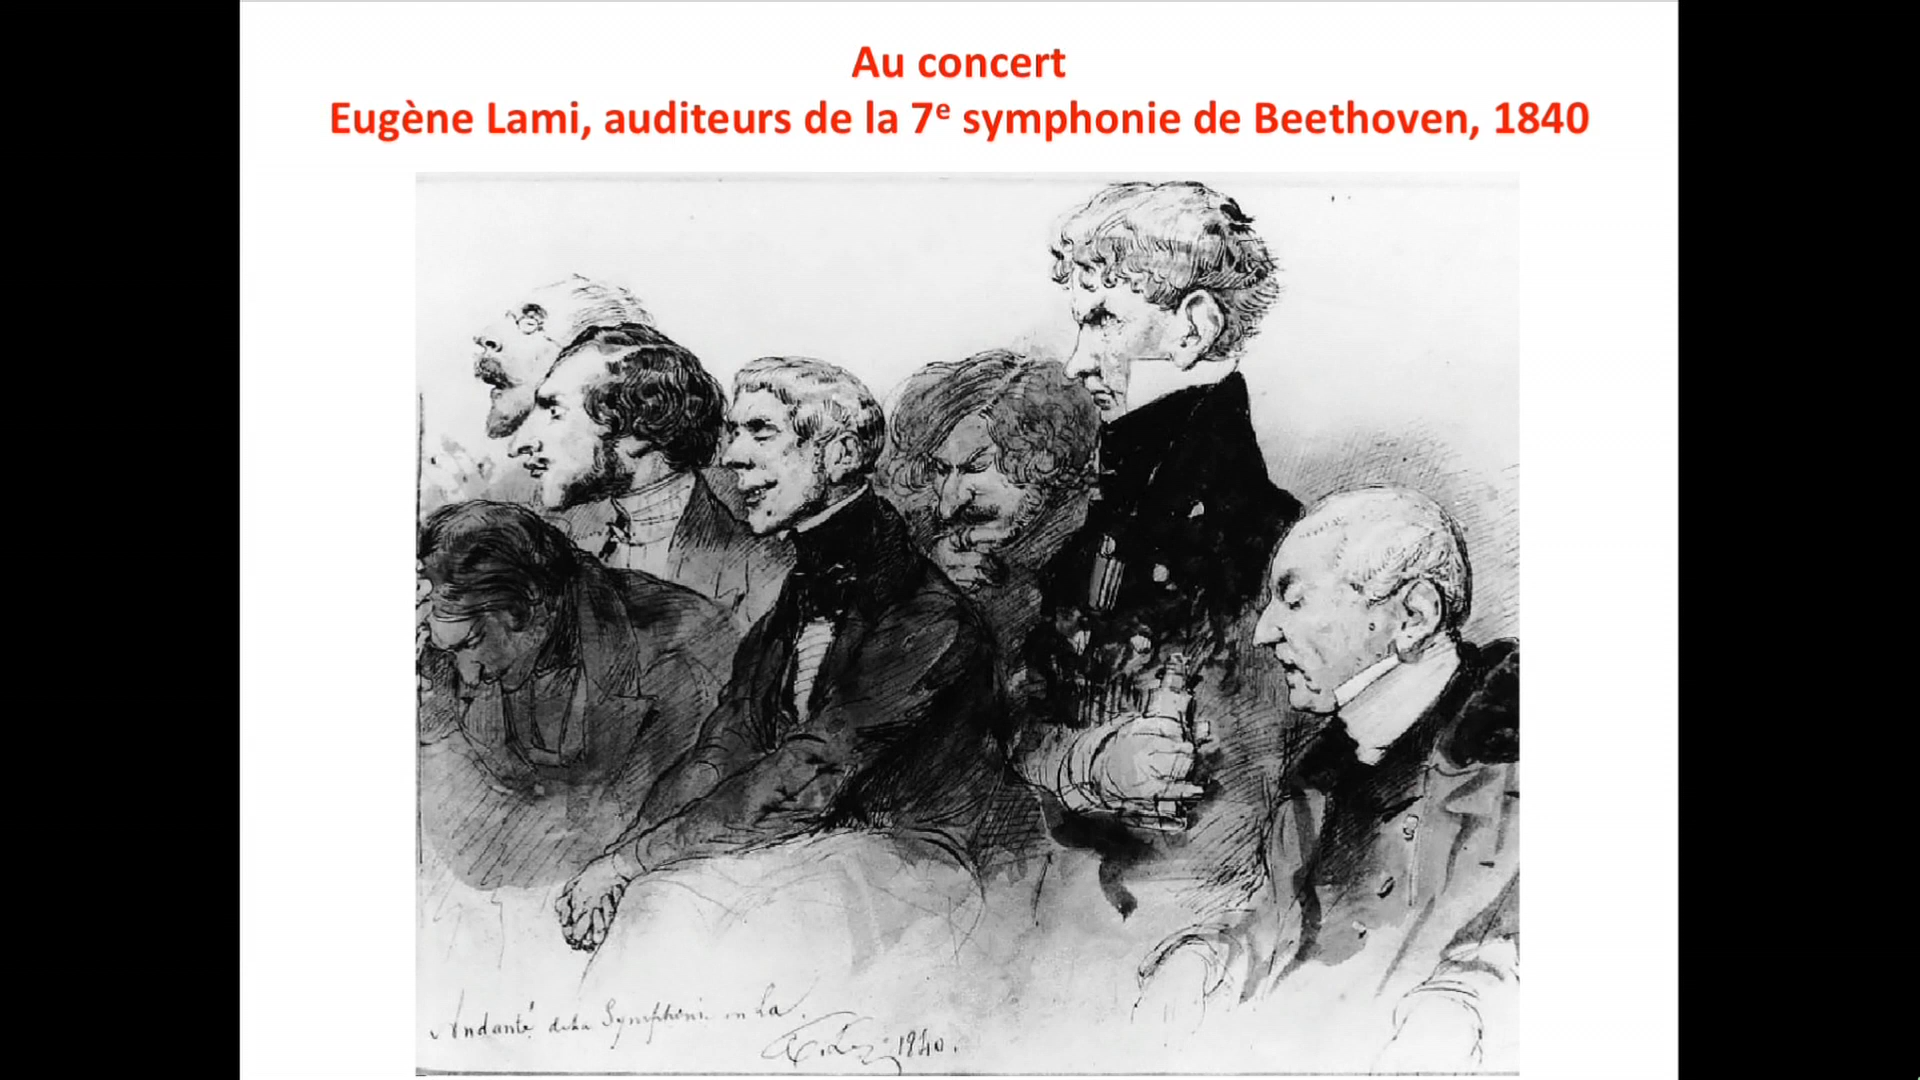 Au concert
Eugène Lami, auditeurs de la 7e symphonie de Beethoven, 1840
Andante de la Symphonie en La.
1840.